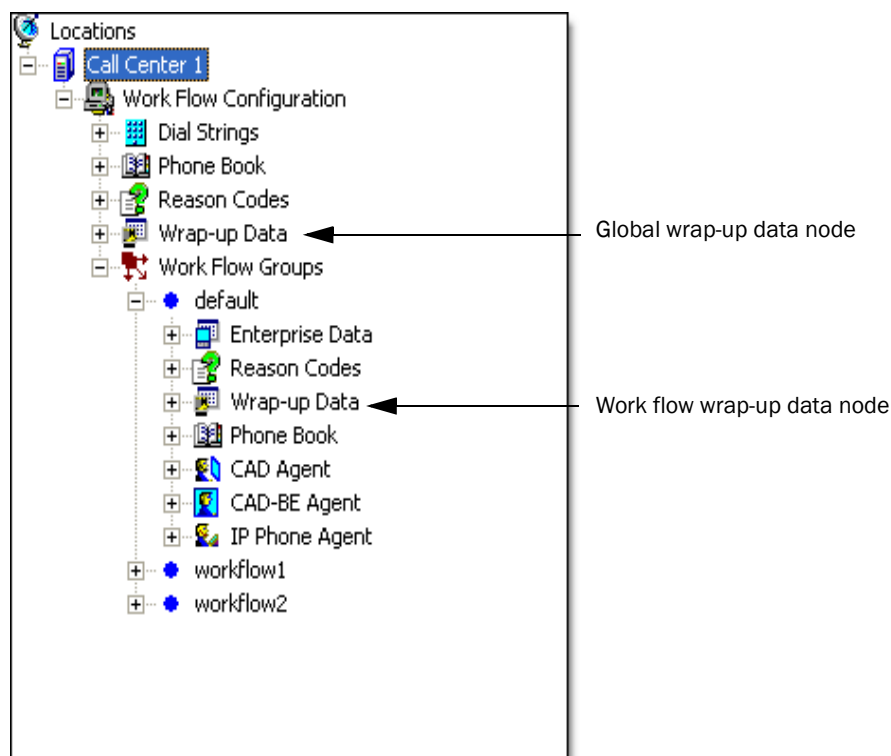 Locations
Call Center 1
Work Flow Configuration
Dial Strings
Phone Book
Reason Codes
Wrap-up Data
Global wrap-up data node
Work Flow Groups
default
Enterprise Data
Reason Codes
Wrap-up Data
Work flow wrap-up data node
Phone Book
CAD Agent
CAD-BE Agent
IP Phone Agent
workflow1
workflow2